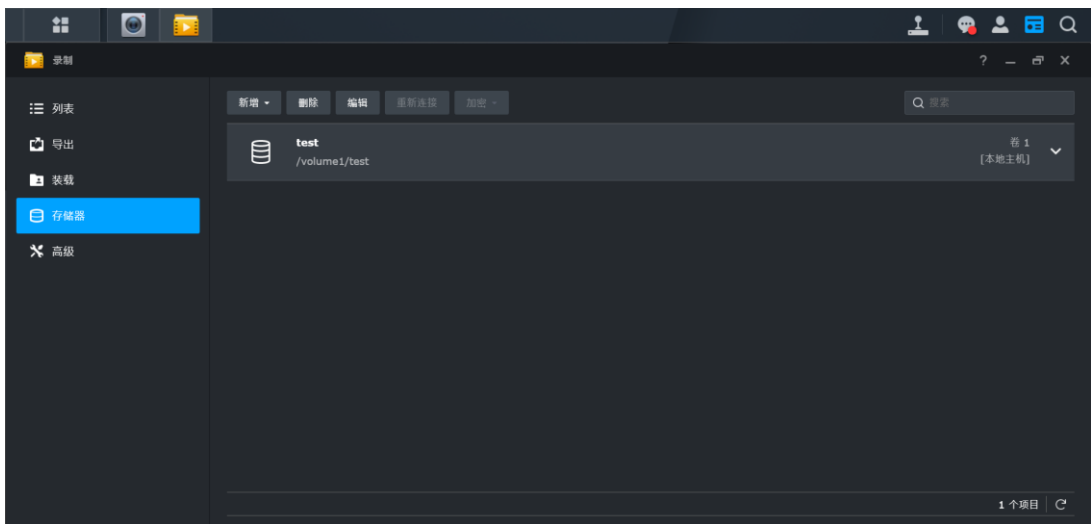 录制
? 
列表
导出
装载
存储器
高级
新增 删除 编辑 重新连接 加密 搜索
test
/volume1/test
卷 1
[本地主机]
1 个项目